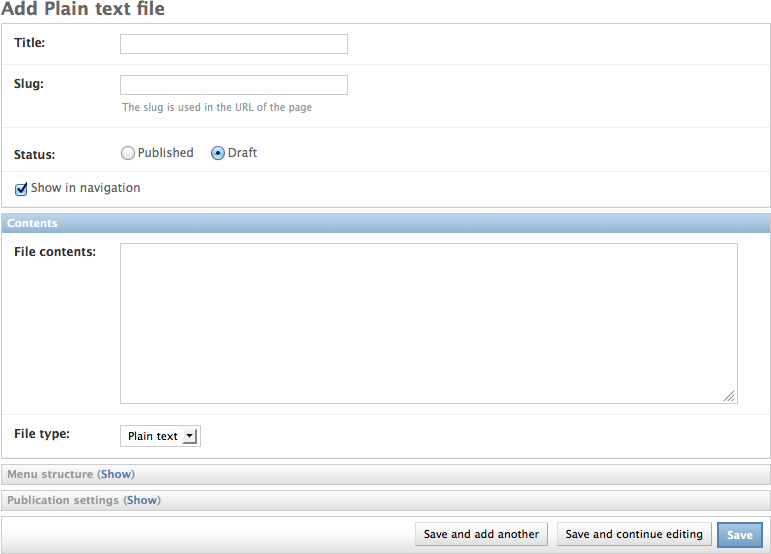 Add Plain text file
Title:
Slug:
The slug is used in the URL of the page
Status: Published Draft
Show in navigation
Contents
File contents:
File type: Plain text
Menu structure (Show)
Publication settings (Show)
Save and add another Save and continue editing Save